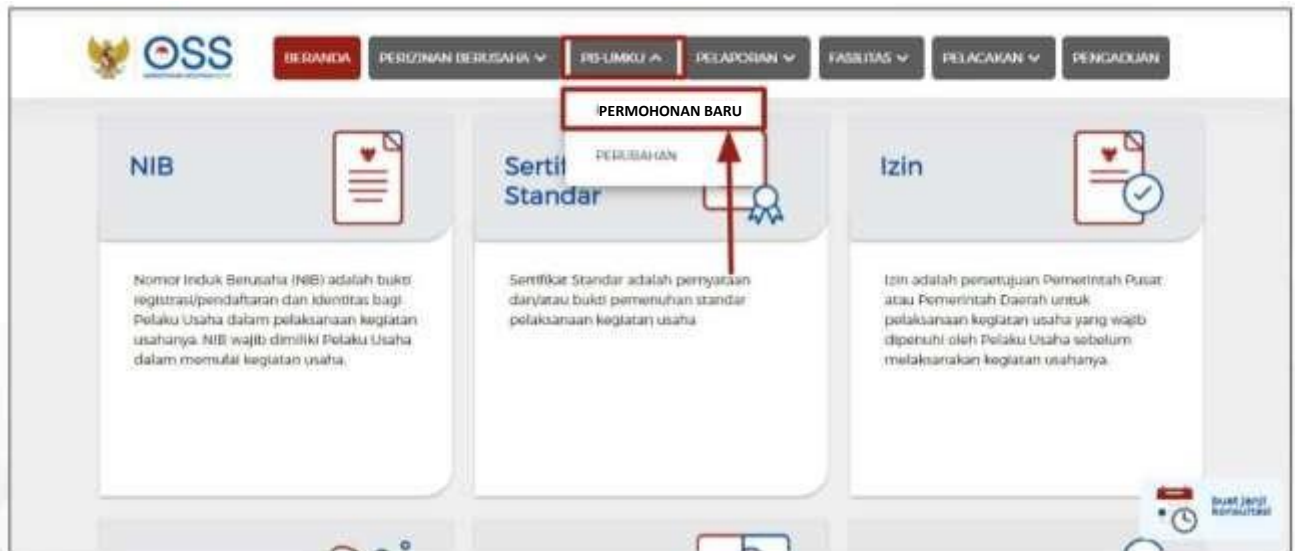 OSS
BERANDA
PERIZINAN BERUSAHA
PB-UMKU
PELAPORAN
FASILITAS
PELACAKAN
PENGADUAN
PERMOHONAN BARU
PERUBAHAN
NIB
Nomor Induk Berusaha (NIB) adalah bukti
registrasi/pendaftaran dan identitas bagi
Pelaku Usaha dalam pelaksanaan kegiatan
usahanya. NIB wajib dimiliki Pelaku Usaha
dalam memulai kegiatan usaha.
Sertif
Standar
Sertifikat Standar adalah pernyataan
dan/atau bukti pemenuhan standar
pelaksanaan kegiatan usaha
Izin
Izin adalah persetujuan Pemerintah Pusat
atau Pemerintah Daerah untuk
pelaksanaan kegiatan usaha yang wajib
dipenuhi oleh Pelaku Usaha sebelum
melaksanakan kegiatan usahanya.
buat janji
konsultasi